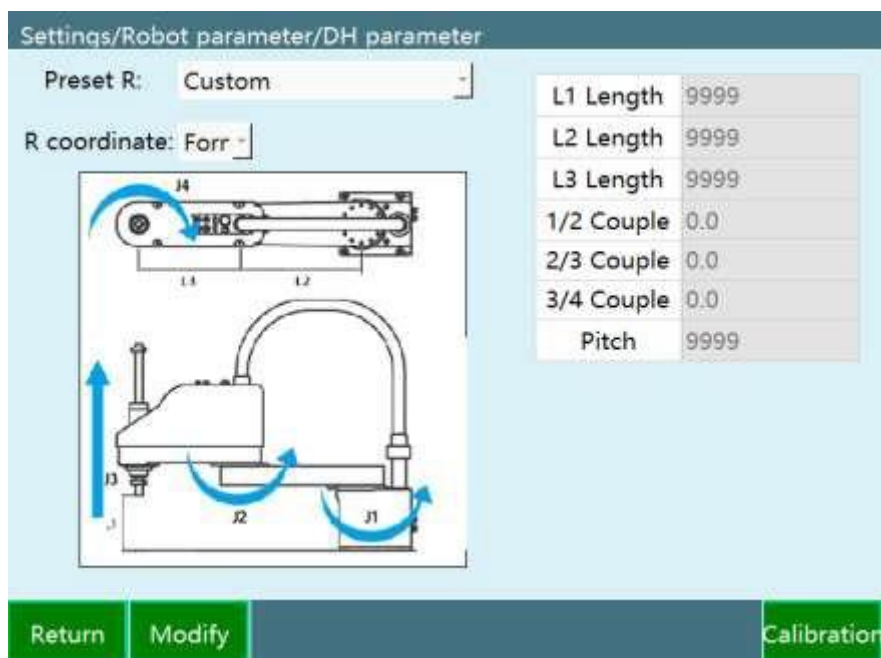 Settings/Robot parameter/DH parameter
Preset R: Custom
R coordinate: Forr
L1 Length 9999
L2 Length 9999
L3 Length 9999
1/2 Couple 0.0
2/3 Couple 0.0
3/4 Couple 0.0
Pitch 9999
J4
L3 L2
J3
J2
J1
Return Modify Calibration